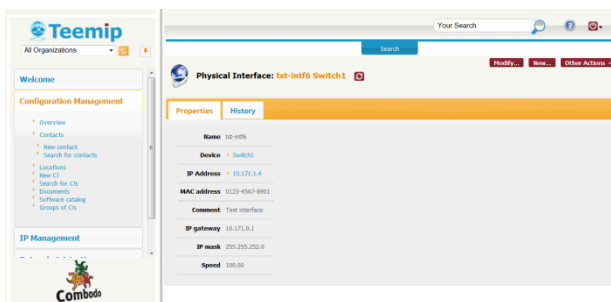 Teemip
All Organizations
Welcome
Configuration Management
Overview
Contacts
New contact
Search for contacts
Locations
New CI
Search for CIs
Documents
Software catalog
Groups of CIs
IP Management
Combodo
Your Search
Search
Modify... New... Other Actions
Physical Interface: tst-intf6 Switch1
Properties History
Name tst-intf6
Device Switch1
IP Address 10.171.1.4
MAC address 0123-4567-8901
Comment Test interface
IP gateway 10.171.0.1
IP mask 255.255.252.0
Speed 100.00